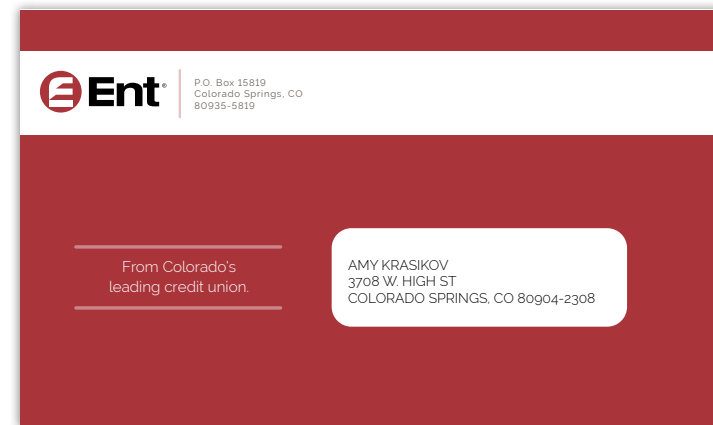 Ent®
P.O. Box 15819
Colorado Springs, CO
80935-5819
From Colorado's
leading credit union.
AMY KRASIKOV
3708 W. HIGH ST
COLORADO SPRINGS, CO 80904-2308